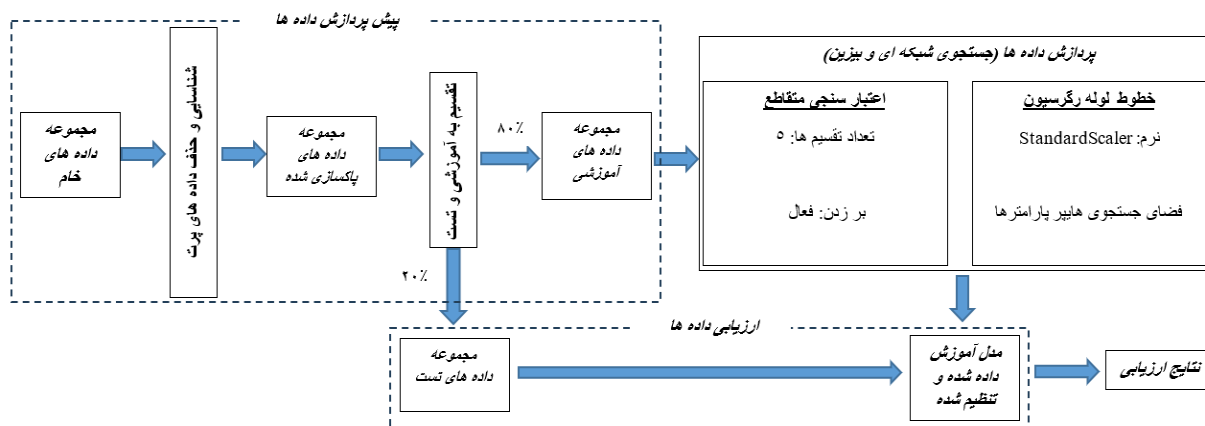 پیش پردازش داده ها
مجموعه
داده های
خام
شناسایی و حذف داده های پرت
مجموعه
داده های
پاکسازی شده
تقسیم به آموزشی و تست
۸۰٪
۲۰٪
مجموعه
داده های
آموزشی
پردازش داده ها (جستجوی شبکه ای و بیزین)
اعتبار سنجی متقاطع
تعداد تقسیم ها: ۵
بر زدن: فعال
خطوط لوله رگرسیون
نرم: StandardScaler
فضای جستجوی هایپر پارامترها
ارزیابی داده ها
مجموعه
داده های تست
مدل آموزش
داده شده و
تنظیم شده
نتایج ارزیابی